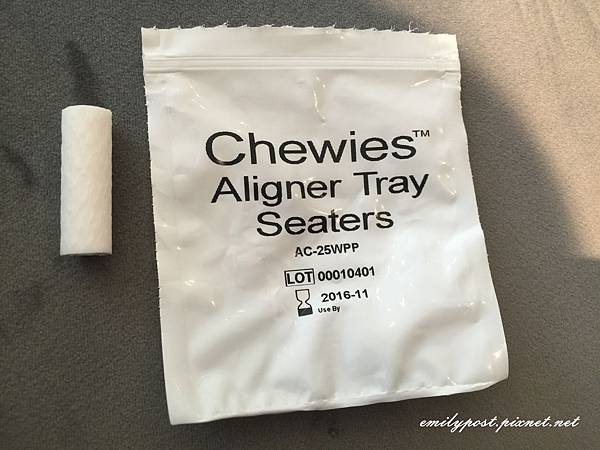 Chewies™
Aligner Tray
Seaters
AC-25WPP
LOT 00010401
2016-11
Use By
emilypost.pixnet.net